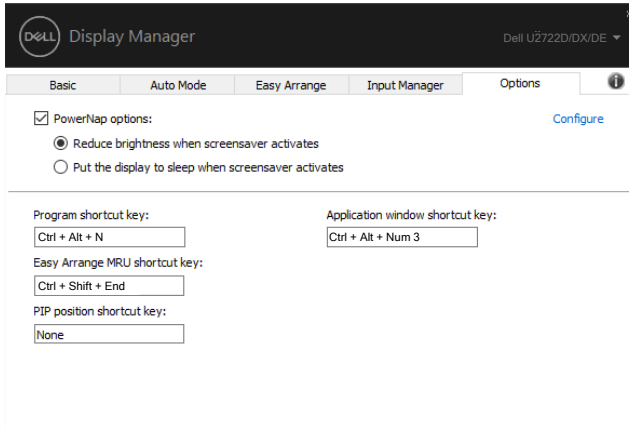 DELL Display Manager
Dell U2722D/DX/DE
Basic Auto Mode Easy Arrange Input Manager Options
PowerNap options: Configure
Reduce brightness when screensaver activates
Put the display to sleep when screensaver activates
Program shortcut key: Application window shortcut key:
Ctrl + Alt + N Ctrl + Alt + Num 3
Easy Arrange MRU shortcut key:
Ctrl + Shift + End
PIP position shortcut key:
None